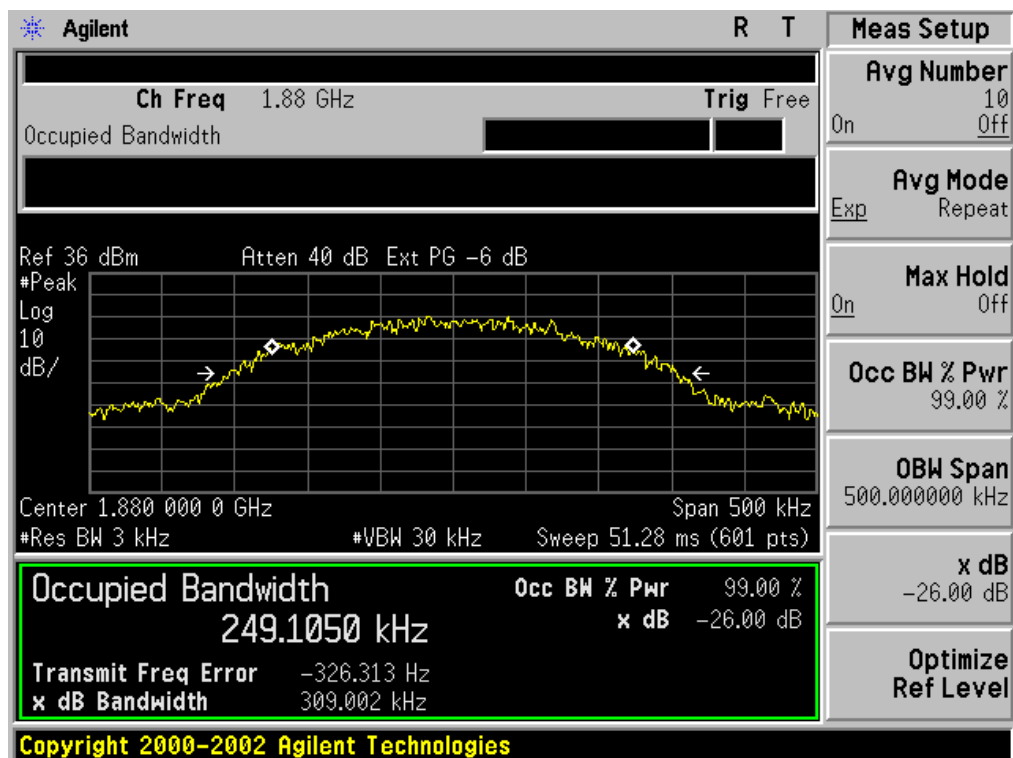 Agilent R T
Meas Setup
Ch Freq 1.88 GHz Trig Free
Occupied Bandwidth
Ref 36 dBm Atten 40 dB Ext PG -6 dB
#Peak
Log
10
dB/
Center 1.880 000 0 GHz Span 500 kHz
#Res BW 3 kHz #VBW 30 kHz Sweep 51.28 ms (601 pts)
Occupied Bandwidth Occ BW % Pwr 99.00 %
249.1050 kHz x dB -26.00 dB
Transmit Freq Error -326.313 Hz
x dB Bandwidth 309.002 kHz
Avg Number
10
On Off
Avg Mode
Exp Repeat
Max Hold
On Off
Occ BW % Pwr
99.00 %
OBW Span
500.000000 kHz
x dB
-26.00 dB
Optimize
Ref Level
Copyright 2000-2002 Agilent Technologies